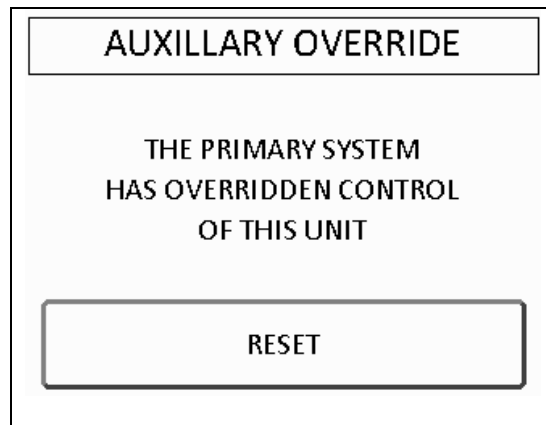 AUXILLARY OVERRIDE
THE PRIMARY SYSTEM
HAS OVERRIDDEN CONTROL
OF THIS UNIT
RESET